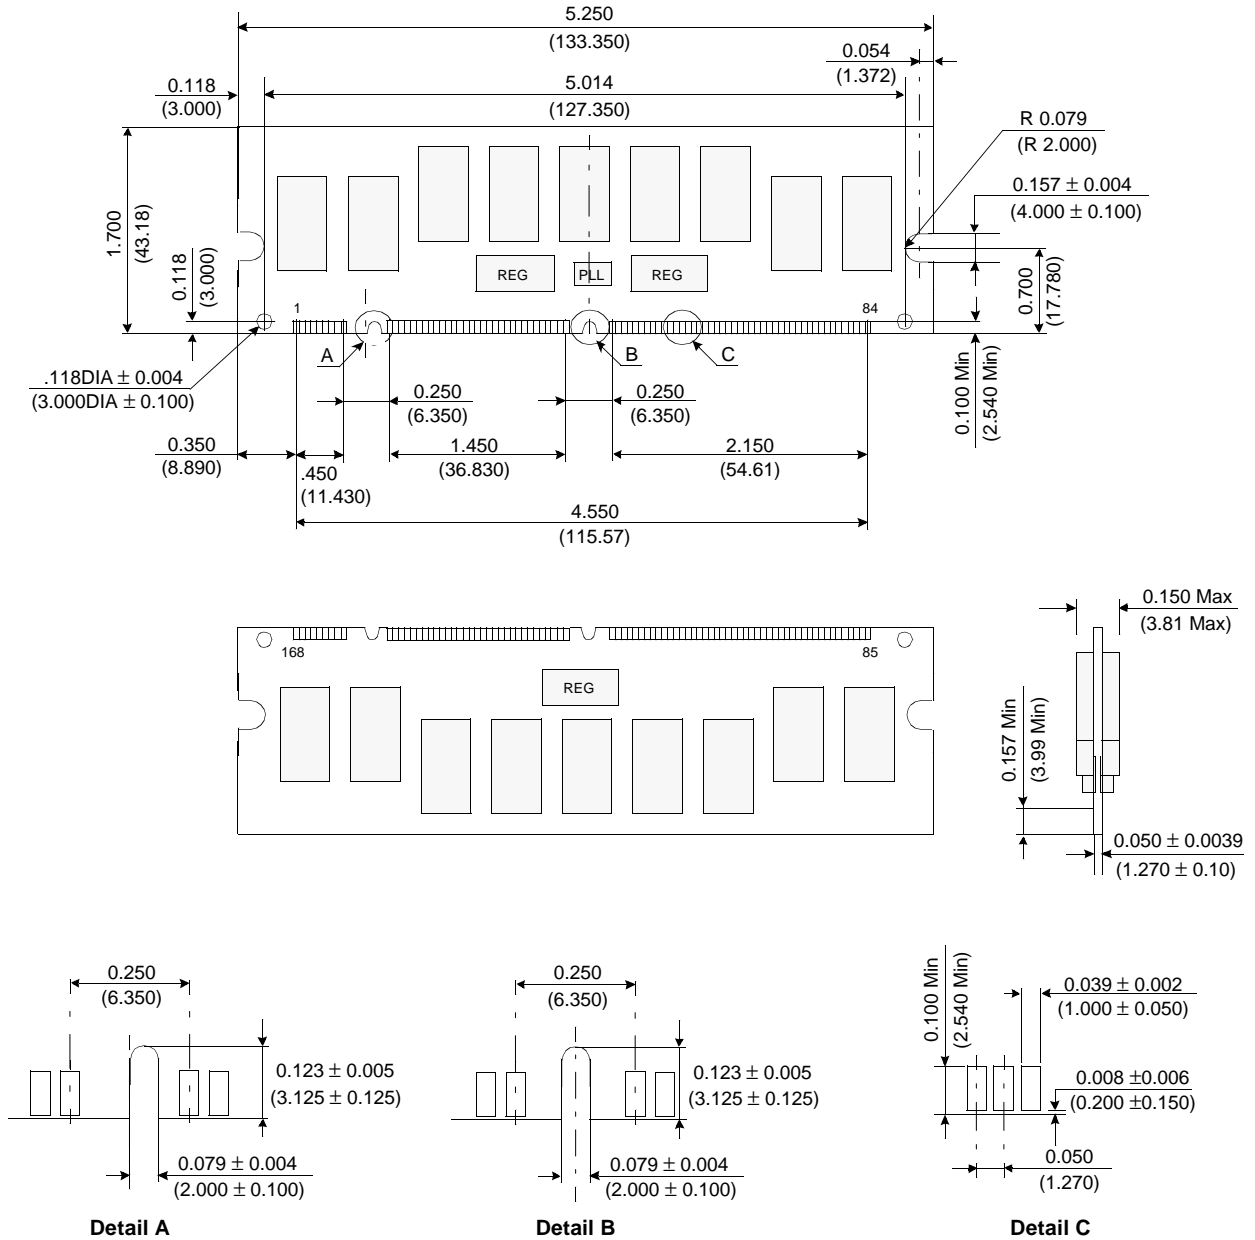 5.250
(133.350)
0.054
(1.372)
0.118
(3.000)
5.014
(127.350)
R 0.079
(R 2.000)
0.157 ± 0.004
(4.000 ± 0.100)
1.700
(43.18)
0.118
(3.000)
REG
PLL
REG
0.700
(17.780)
1
84
A
B
C
0.100 Min
(2.540 Min)
.118DIA ± 0.004
(3.000DIA ± 0.100)
0.250
(6.350)
0.250
(6.350)
0.350
(8.890)
.450
(11.430)
1.450
(36.830)
2.150
(54.61)
4.550
(115.57)
0.150 Max
(3.81 Max)
168
85
REG
0.157 Min
(3.99 Min)
0.050 ± 0.0039
(1.270 ± 0.10)
0.250
(6.350)
0.123 ± 0.005
(3.125 ± 0.125)
0.079 ± 0.004
(2.000 ± 0.100)
Detail A
0.250
(6.350)
0.123 ± 0.005
(3.125 ± 0.125)
0.079 ± 0.004
(2.000 ± 0.100)
Detail B
0.100 Min
(2.540 Min)
0.039 ± 0.002
(1.000 ± 0.050)
0.008 ±0.006
(0.200 ±0.150)
0.050
(1.270)
Detail C